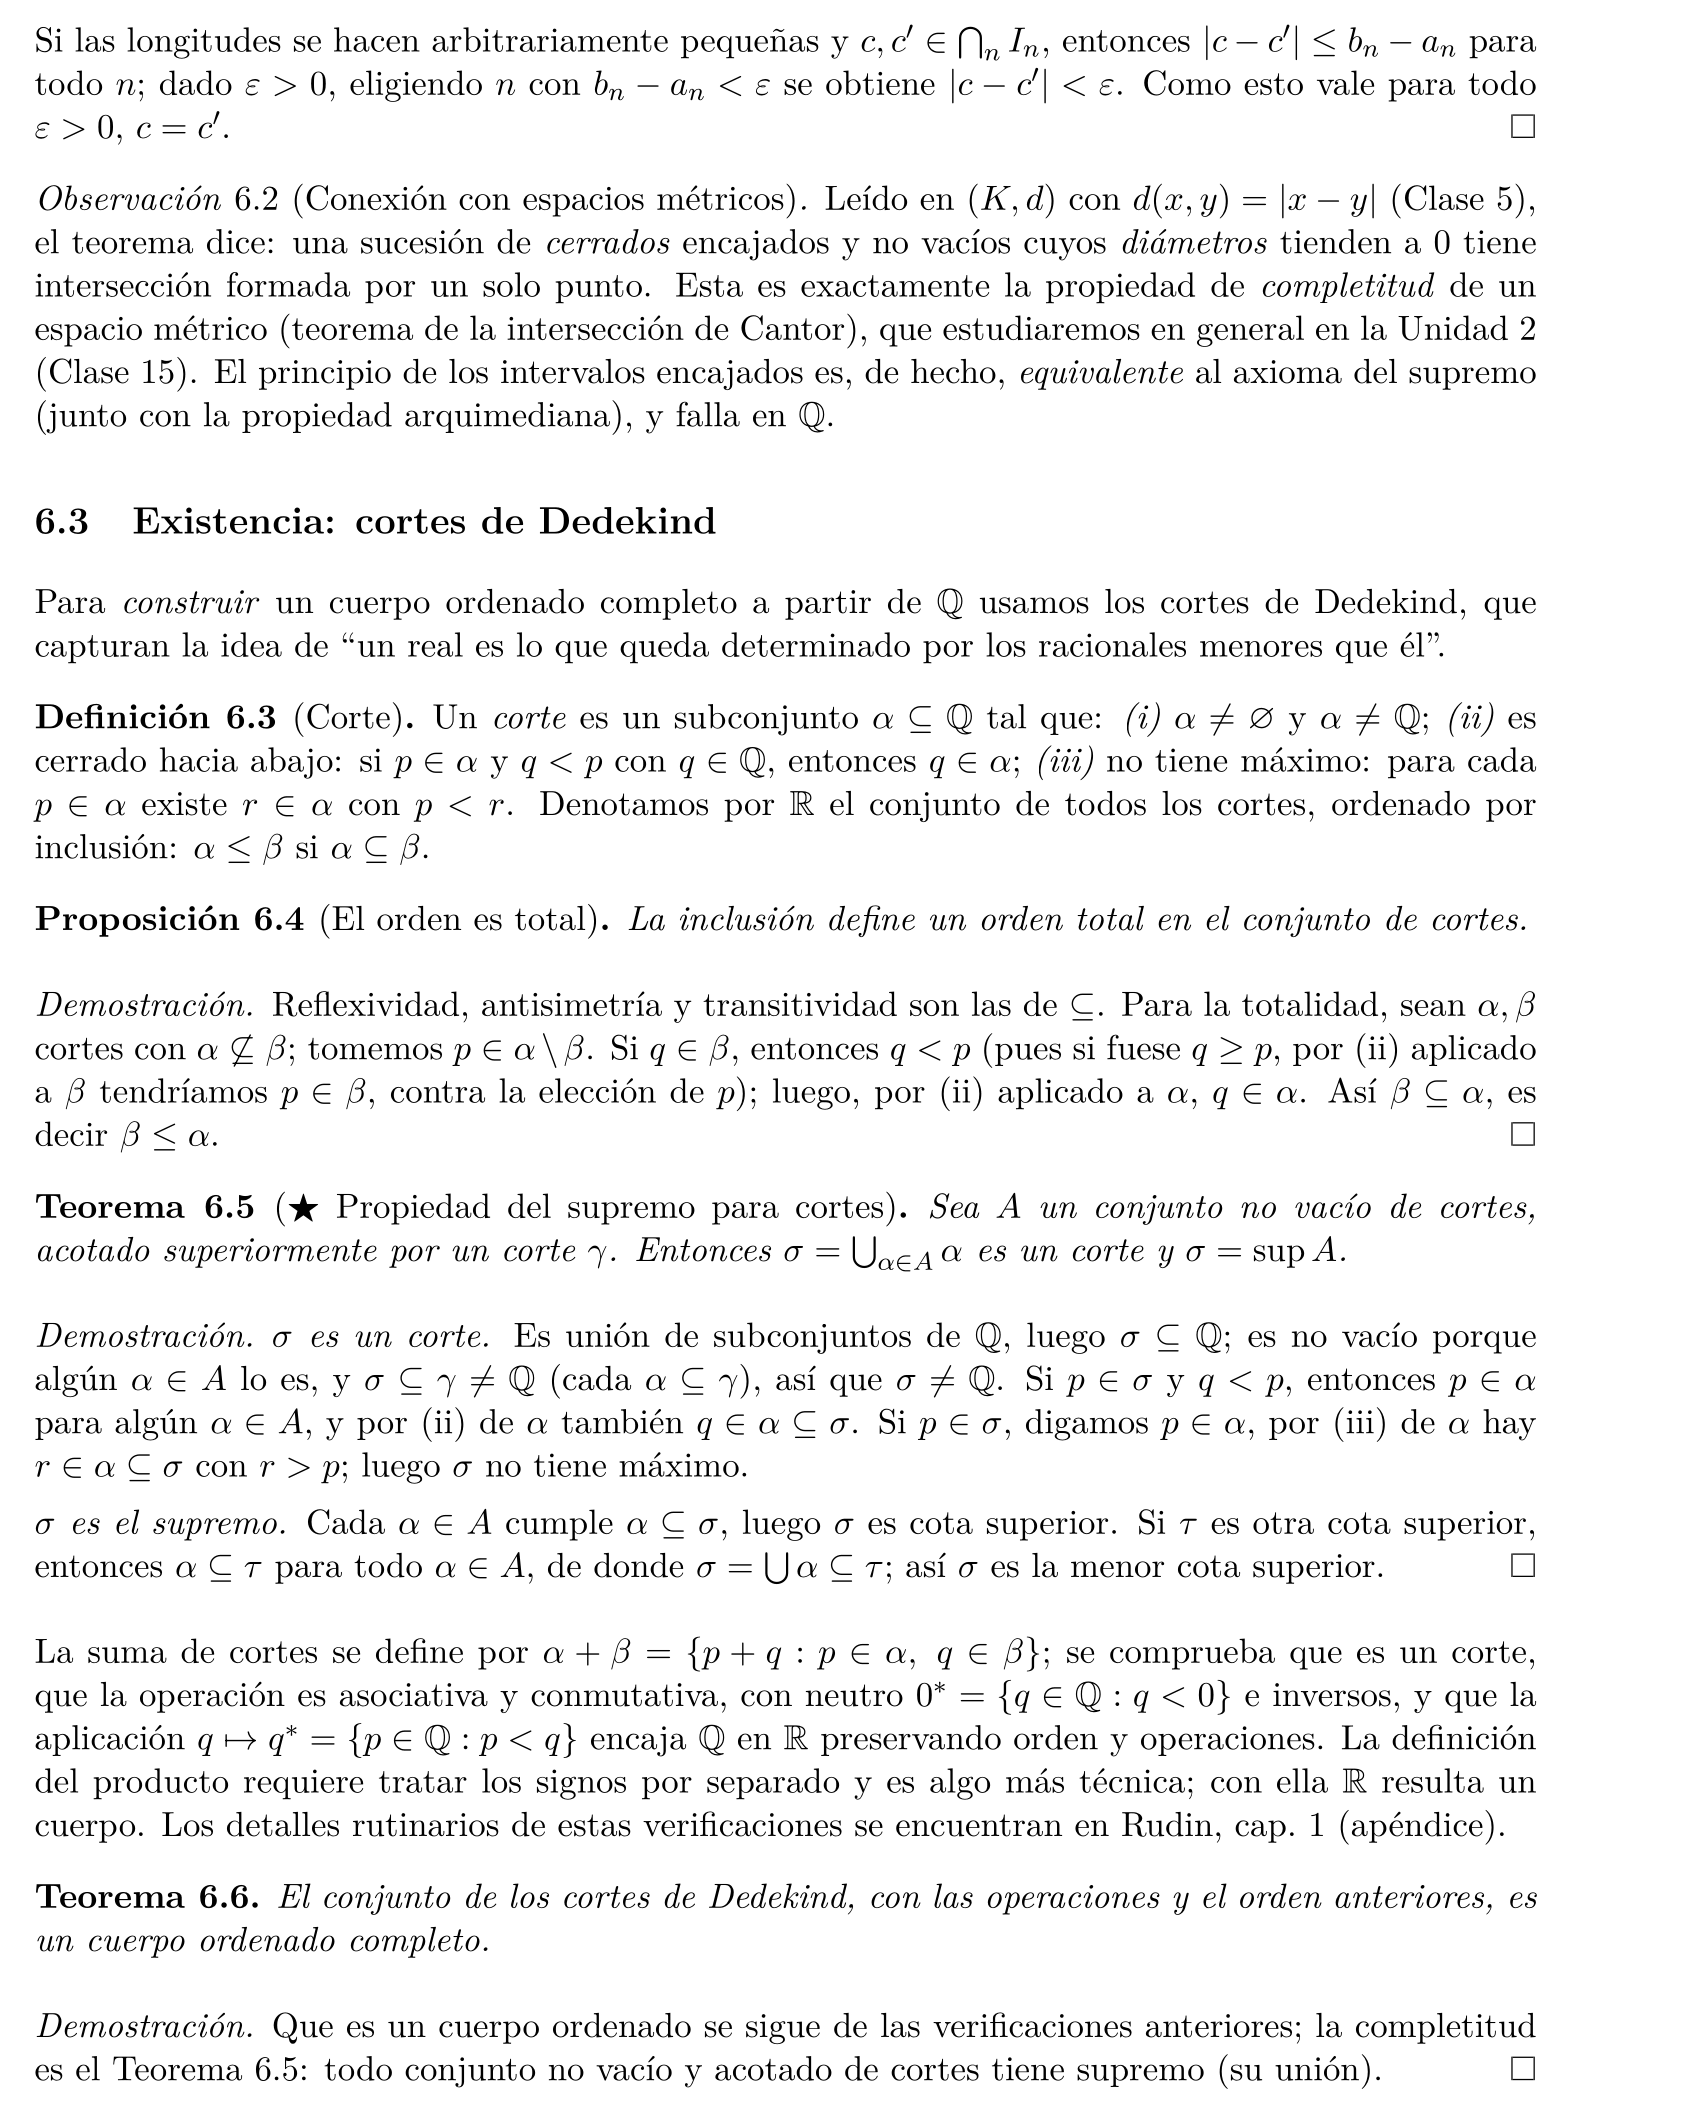 Si las longitudes se hacen arbitrariamente pequeñas y c, c′ ∈ ⋂ₙ Iₙ, entonces |c − c′| ≤ bₙ − aₙ para
todo n; dado ε > 0, eligiendo n con bₙ − aₙ < ε se obtiene |c − c′| < ε. Como esto vale para todo
ε > 0, c = c′. □
Observación 6.2 (Conexión con espacios métricos). Leído en (K, d) con d(x, y) = |x − y| (Clase 5),
el teorema dice: una sucesión de cerrados encajados y no vacíos cuyos diámetros tienden a 0 tiene
intersección formada por un solo punto. Esta es exactamente la propiedad de completitud de un
espacio métrico (teorema de la intersección de Cantor), que estudiaremos en general en la Unidad 2
(Clase 15). El principio de los intervalos encajados es, de hecho, equivalente al axioma del supremo
(junto con la propiedad arquimediana), y falla en ℚ.
6.3 Existencia: cortes de Dedekind
Para construir un cuerpo ordenado completo a partir de ℚ usamos los cortes de Dedekind, que
capturan la idea de “un real es lo que queda determinado por los racionales menores que él”.
Definición 6.3 (Corte). Un corte es un subconjunto α ⊆ ℚ tal que: (i) α ≠ ∅ y α ≠ ℚ; (ii) es
cerrado hacia abajo: si p ∈ α y q < p con q ∈ ℚ, entonces q ∈ α; (iii) no tiene máximo: para cada
p ∈ α existe r ∈ α con p < r. Denotamos por ℝ el conjunto de todos los cortes, ordenado por
inclusión: α ≤ β si α ⊆ β.
Proposición 6.4 (El orden es total). La inclusión define un orden total en el conjunto de cortes.
Demostración. Reflexividad, antisimetría y transitividad son las de ⊆. Para la totalidad, sean α, β
cortes con α ⊈ β; tomemos p ∈ α \ β. Si q ∈ β, entonces q < p (pues si fuese q ≥ p, por (ii) aplicado
a β tendríamos p ∈ β, contra la elección de p); luego, por (ii) aplicado a α, q ∈ α. Así β ⊆ α, es
decir β ≤ α. □
Teorema 6.5 (★ Propiedad del supremo para cortes). Sea A un conjunto no vacío de cortes,
acotado superiormente por un corte γ. Entonces σ = ⋃_{α∈A} α es un corte y σ = sup A.
Demostración. σ es un corte. Es unión de subconjuntos de ℚ, luego σ ⊆ ℚ; es no vacío porque
algún α ∈ A lo es, y σ ⊆ γ ≠ ℚ (cada α ⊆ γ), así que σ ≠ ℚ. Si p ∈ σ y q < p, entonces p ∈ α
para algún α ∈ A, y por (ii) de α también q ∈ α ⊆ σ. Si p ∈ σ, digamos p ∈ α, por (iii) de α hay
r ∈ α ⊆ σ con r > p; luego σ no tiene máximo.
σ es el supremo. Cada α ∈ A cumple α ⊆ σ, luego σ es cota superior. Si τ es otra cota superior,
entonces α ⊆ τ para todo α ∈ A, de donde σ = ⋃ α ⊆ τ; así σ es la menor cota superior. □
La suma de cortes se define por α + β = {p + q : p ∈ α, q ∈ β}; se comprueba que es un corte,
que la operación es asociativa y conmutativa, con neutro 0* = {q ∈ ℚ : q < 0} e inversos, y que la
aplicación q ↦ q* = {p ∈ ℚ : p < q} encaja ℚ en ℝ preservando orden y operaciones. La definición
del producto requiere tratar los signos por separado y es algo más técnica; con ella ℝ resulta un
cuerpo. Los detalles rutinarios de estas verificaciones se encuentran en Rudin, cap. 1 (apéndice).
Teorema 6.6. El conjunto de los cortes de Dedekind, con las operaciones y el orden anteriores, es
un cuerpo ordenado completo.
Demostración. Que es un cuerpo ordenado se sigue de las verificaciones anteriores; la completitud
es el Teorema 6.5: todo conjunto no vacío y acotado de cortes tiene supremo (su unión). □